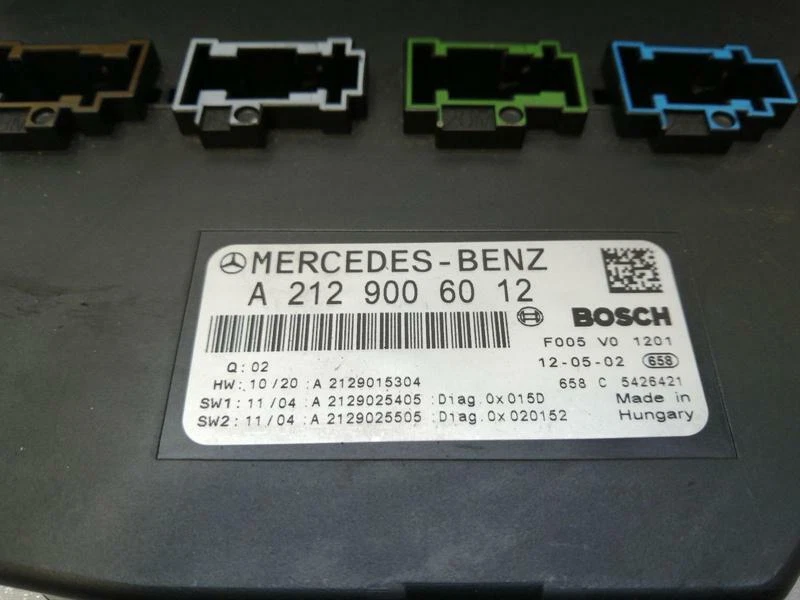 MERCEDES-BENZ
A 212 900 60 12
BOSCH
F005 V0 1201
Q: 02
12-05-02 658
HW: 10/20 :A 2129015304
658 C 5426421
SW1: 11/04 :A 2129025405 :Diag.0x015D
Made in
SW2: 11/04 :A 2129025505 :Diag.0x020152
Hungary